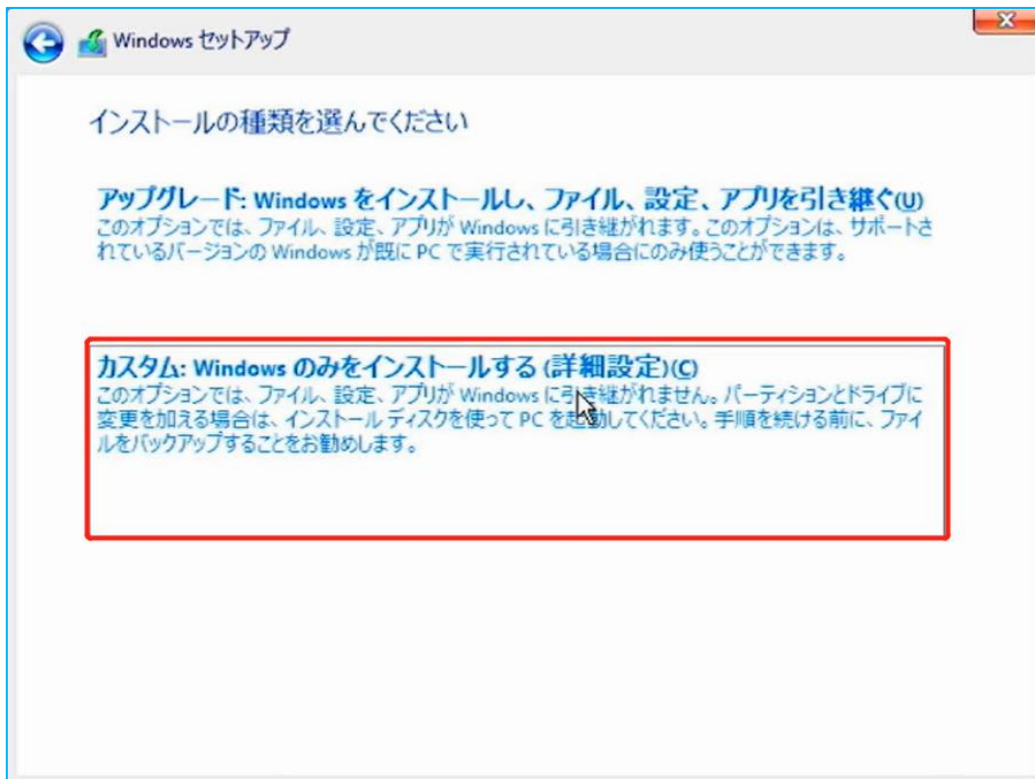 Windows セットアップ
インストールの種類を選んでください
アップグレード: Windows をインストールし、ファイル、設定、アプリを引き継ぐ(U)
このオプションでは、ファイル、設定、アプリが Windows に引き継がれます。このオプションは、サポートさ
れているバージョンの Windows が既に PC で実行されている場合にのみ使うことができます。
カスタム: Windows のみをインストールする (詳細設定)(C)
このオプションでは、ファイル、設定、アプリが Windows に引き継がれません。パーティションとドライブに
変更を加える場合は、インストール ディスクを使って PC を起動してください。手順を続ける前に、ファイ
ルをバックアップすることをお勧めします。